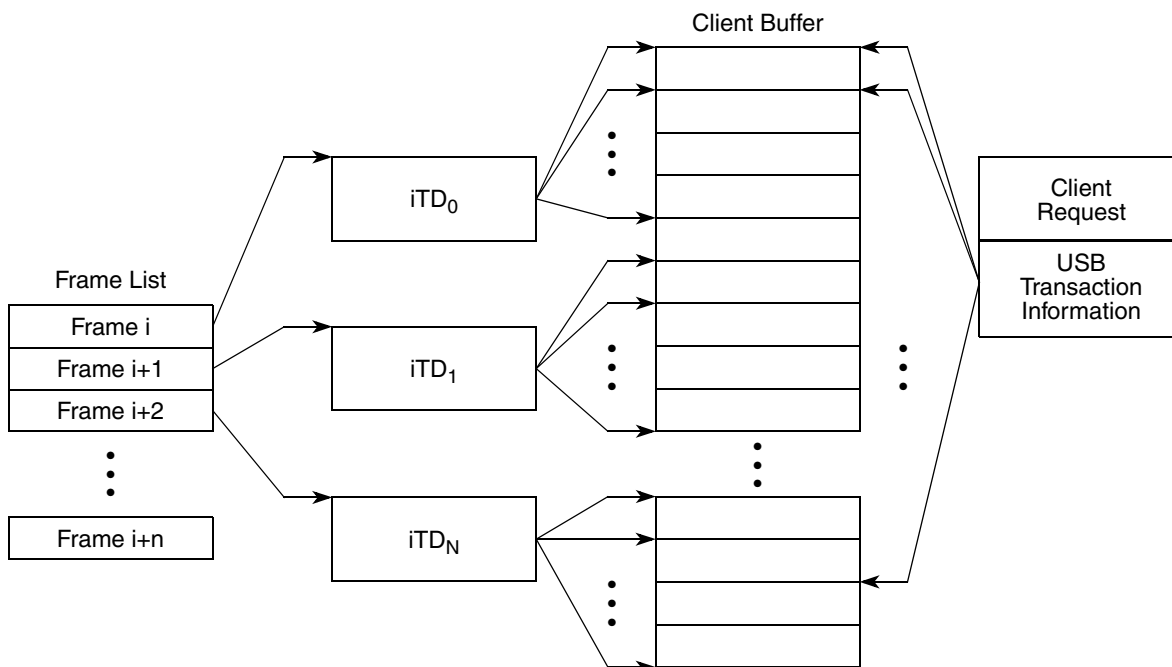 Client Buffer
iTD0
Client
Request
USB
Transaction
Information
Frame List
Frame i
Frame i+1
Frame i+2
Frame i+n
iTD1
iTDN